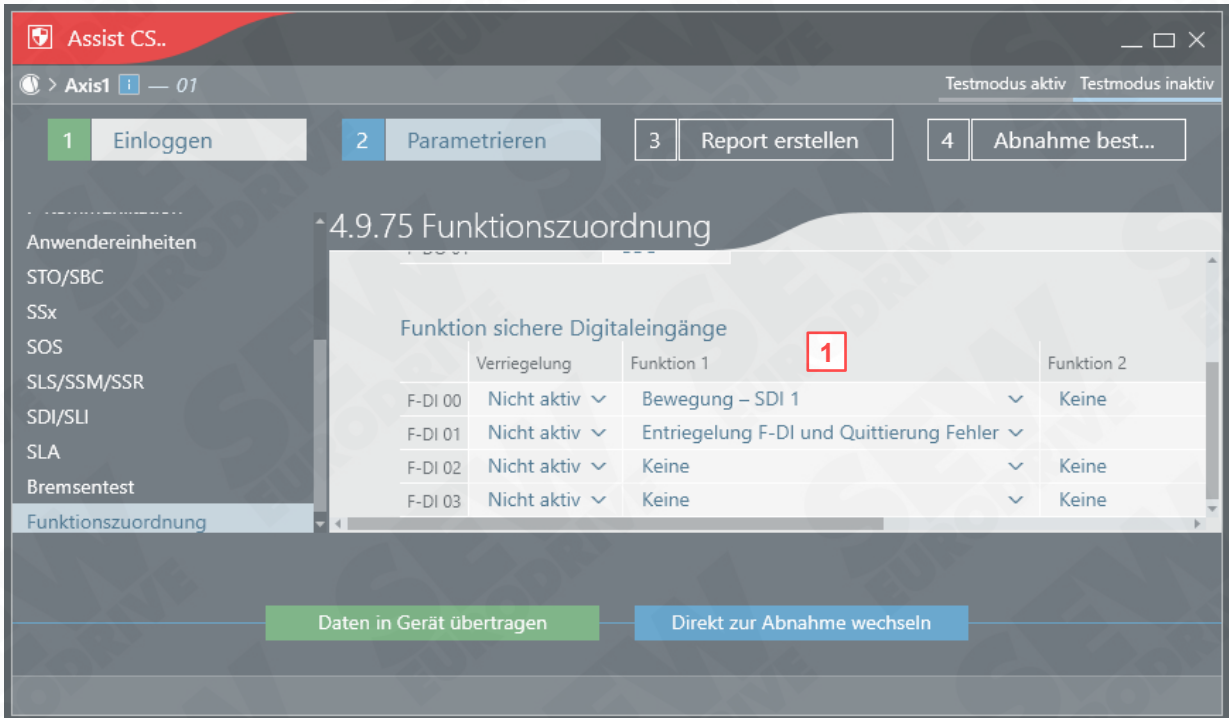 Assist CS..
> Axis1 i — 01
Testmodus aktiv Testmodus inaktiv
1 Einloggen 2 Parametrieren 3 Report erstellen 4 Abnahme best...
4.9.75 Funktionszuordnung
Anwendereinheiten
STO/SBC
SSx
SOS
SLS/SSM/SSR
SDI/SLI
SLA
Bremsentest
Funktionszuordnung
Funktion sichere Digitaleingänge
1
Verriegelung Funktion 1 Funktion 2
F-DI 00 Nicht aktiv Bewegung – SDI 1 Keine
F-DI 01 Nicht aktiv Entriegelung F-DI und Quittierung Fehler
F-DI 02 Nicht aktiv Keine Keine
F-DI 03 Nicht aktiv Keine Keine
Daten in Gerät übertragen Direkt zur Abnahme wechseln
SEW
EURODRIVE